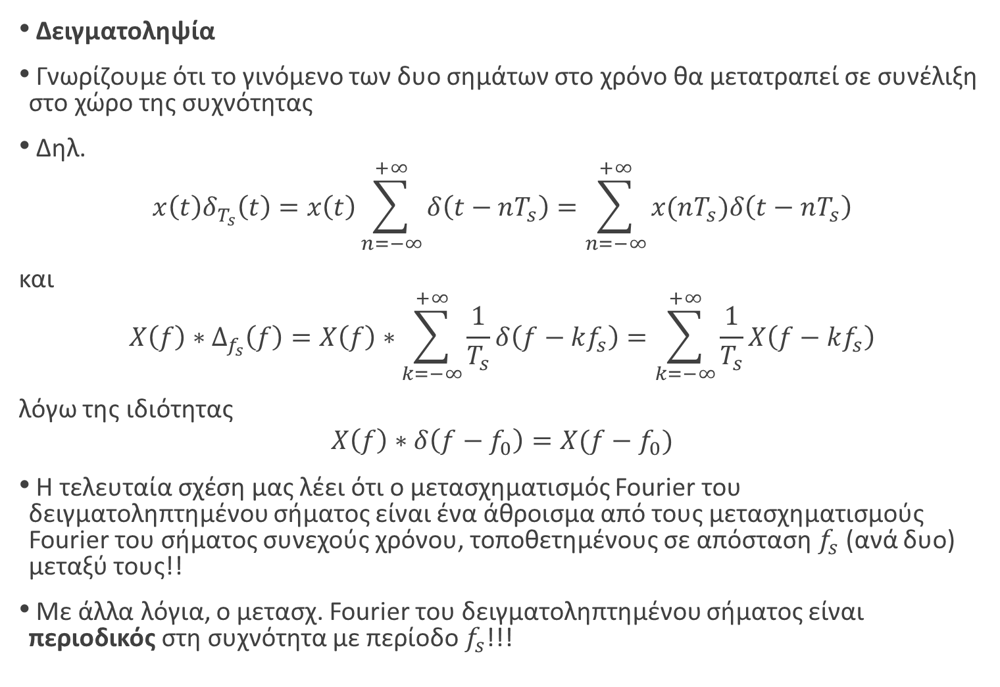 • Δειγματοληψία
• Γνωρίζουμε ότι το γινόμενο των δυο σημάτων στο χρόνο θα μετατραπεί σε συνέλιξη
στο χώρο της συχνότητας
• Δηλ.
$x(t)\delta_{T_s}(t) = x(t) \sum_{n=-\infty}^{+\infty} \delta(t - nT_s) = \sum_{n=-\infty}^{+\infty} x(nT_s)\delta(t - nT_s)$
και
$X(f) * \Delta_{f_s}(f) = X(f) * \sum_{k=-\infty}^{+\infty} \frac{1}{T_s} \delta(f - kf_s) = \sum_{k=-\infty}^{+\infty} \frac{1}{T_s} X(f - kf_s)$
λόγω της ιδιότητας
$X(f) * \delta(f - f_0) = X(f - f_0)$
• Η τελευταία σχέση μας λέει ότι ο μετασχηματισμός Fourier του
δειγματοληπτημένου σήματος είναι ένα άθροισμα από τους μετασχηματισμούς
Fourier του σήματος συνεχούς χρόνου, τοποθετημένους σε απόσταση $f_s$ (ανά δυο)
μεταξύ τους!!
• Με άλλα λόγια, ο μετασχ. Fourier του δειγματοληπτημένου σήματος είναι
περιοδικός στη συχνότητα με περίοδο $f_s$!!!